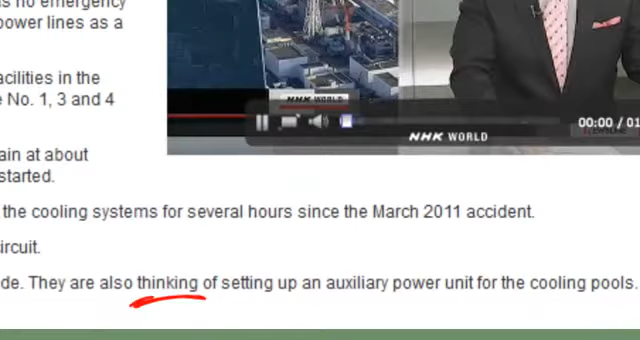 s no emergency
power lines as a
acilities in the
No. 1, 3 and 4
ain at about
started.
the cooling systems for several hours since the March 2011 accident.
ircuit.
de. They are also thinking of setting up an auxiliary power unit for the cooling pools.
NHK WORLD
00:00 / 01
NHK WORLD